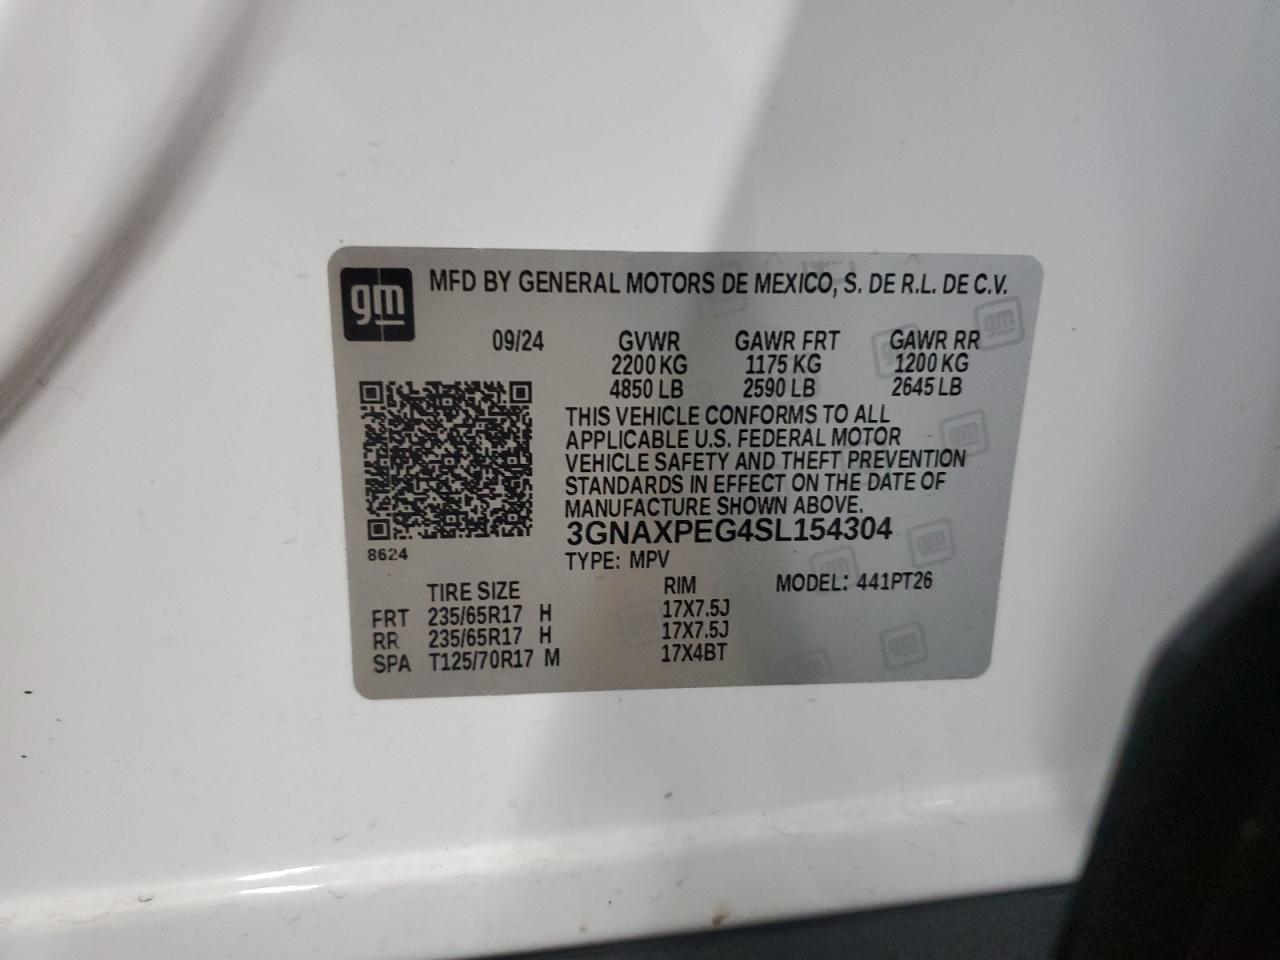 gm MFD BY GENERAL MOTORS DE MEXICO, S. DE R.L. DE C.V.
09/24 GVWR GAWR FRT GAWR RR
2200 KG 1175 KG 1200 KG
4850 LB 2590 LB 2645 LB
THIS VEHICLE CONFORMS TO ALL
APPLICABLE U.S. FEDERAL MOTOR
VEHICLE SAFETY AND THEFT PREVENTION
STANDARDS IN EFFECT ON THE DATE OF
MANUFACTURE SHOWN ABOVE.
3GNAXPEG4SL154304
8624
TYPE: MPV
TIRE SIZE RIM MODEL: 441PT26
FRT 235/65R17 H 17X7.5J
RR 235/65R17 H 17X7.5J
SPA T125/70R17 M 17X4BT